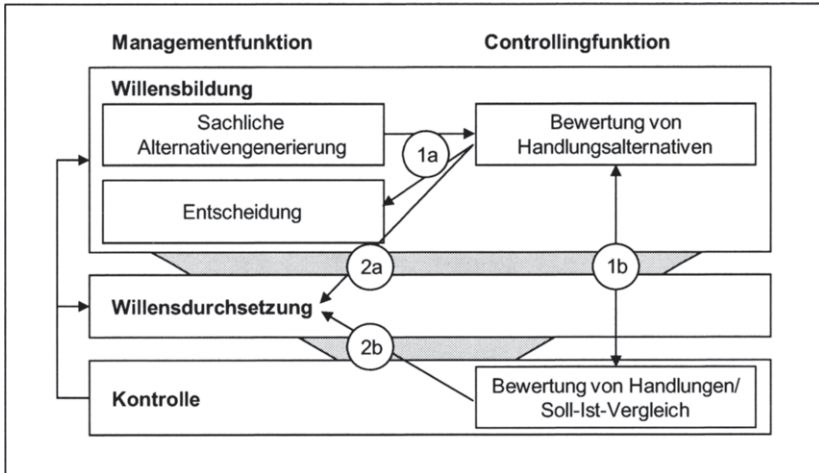 Managementfunktion
Controllingfunktion
Willensbildung
Sachliche
Alternativengenerierung
1a
Bewertung von
Handlungsalternativen
Entscheidung
2a
1b
Willensdurchsetzung
2b
Kontrolle
Bewertung von Handlungen/
Soll-Ist-Vergleich